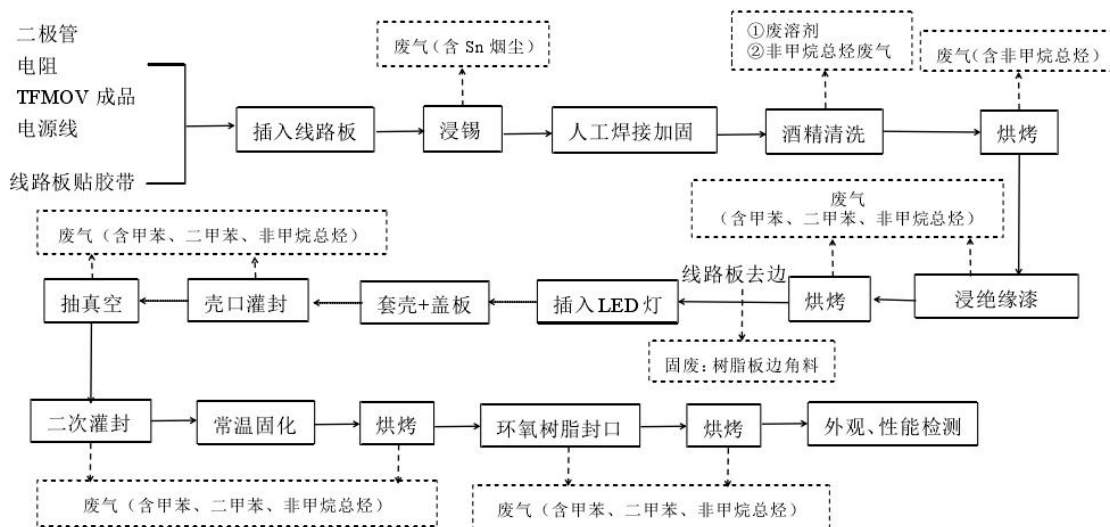 二极管
电阻
TFMOV 成品
电源线
线路板贴胶带
插入线路板
废气(含 Sn 烟尘)
浸锡
人工焊接加固
①废溶剂
②非甲烷总烃废气
酒精清洗
废气(含非甲烷总烃)
烘烤
废气
(含甲苯、二甲苯、非甲烷总烃)
浸绝缘漆
烘烤
线路板去边
固废:树脂板边角料
插入 LED 灯
套壳+盖板
废气(含甲苯、二甲苯、非甲烷总烃)
壳口灌封
抽真空
二次灌封
常温固化
烘烤
废气(含甲苯、二甲苯、非甲烷总烃)
环氧树脂封口
烘烤
废气(含甲苯、二甲苯、非甲烷总烃)
外观、性能检测